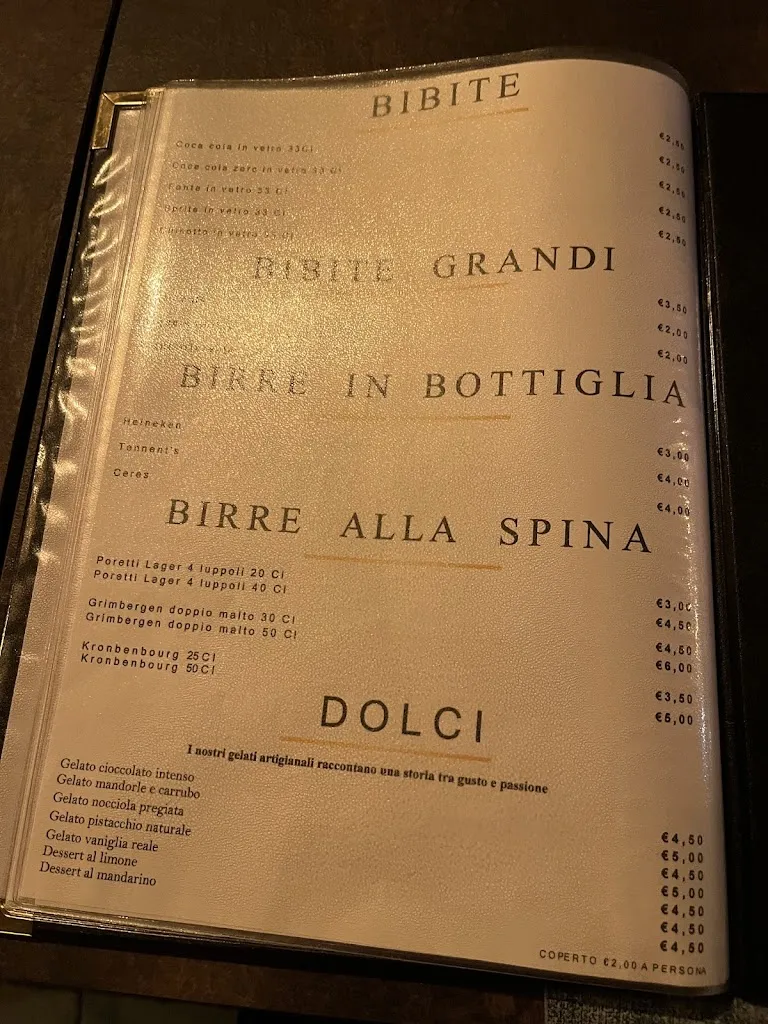 BIBITE
Coca cola in vetro 33Cl €2,50
Coca cola zero in vetro 33 Cl €2,50
in vetro 33 Cl €2,50
Sprite in vetro 33 Cl €2,50
Chinotto in vetro €2,50
BIBITE GRANDI
€3,50
€2,00
€2,00
BIRRE IN BOTTIGLIA
Heineken €3,00
Tennent's €4,00
Ceres €4,00
BIRRE ALLA SPINA
Poretti Lager 4 luppoli 20 Cl €3,00
Poretti Lager 4 luppoli 40 Cl €4,50
Grimbergen doppio malto 30 Cl €4,50
Grimbergen doppio malto 50 Cl €6,00
Kronbenbourg 25Cl €3,50
Kronbenbourg 50Cl €5,00
DOLCI
I nostri gelati artigianali raccontano una storia tra gusto e passione
Gelato cioccolato intenso €4,50
Gelato mandorle e carrubo €5,00
Gelato nocciola pregiata €4,50
Gelato pistacchio naturale €5,00
Gelato vaniglia reale €4,50
Dessert al limone €4,50
Dessert al mandarino €4,50
COPERTO €2,00 A PERSONA